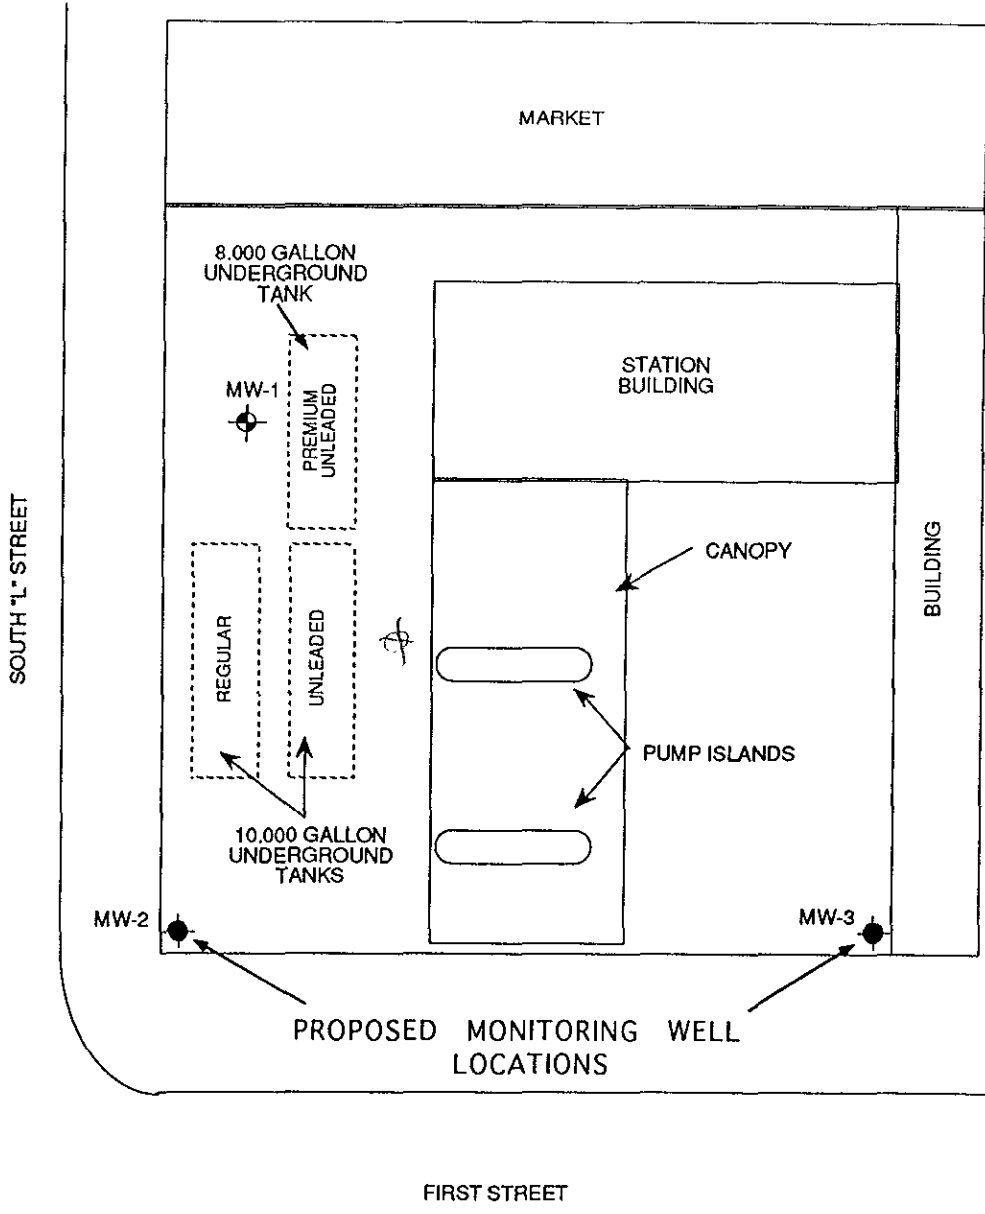 MARKET
8.000 GALLON
UNDERGROUND
TANK
STATION
BUILDING
MW-1
PREMIUM
UNLEADED
SOUTH "L" STREET
CANOPY
BUILDING
REGULAR
UNLEADED
PUMP ISLANDS
10,000 GALLON
UNDERGROUND
TANKS
MW-2
MW-3
PROPOSED MONITORING WELL
LOCATIONS
FIRST STREET